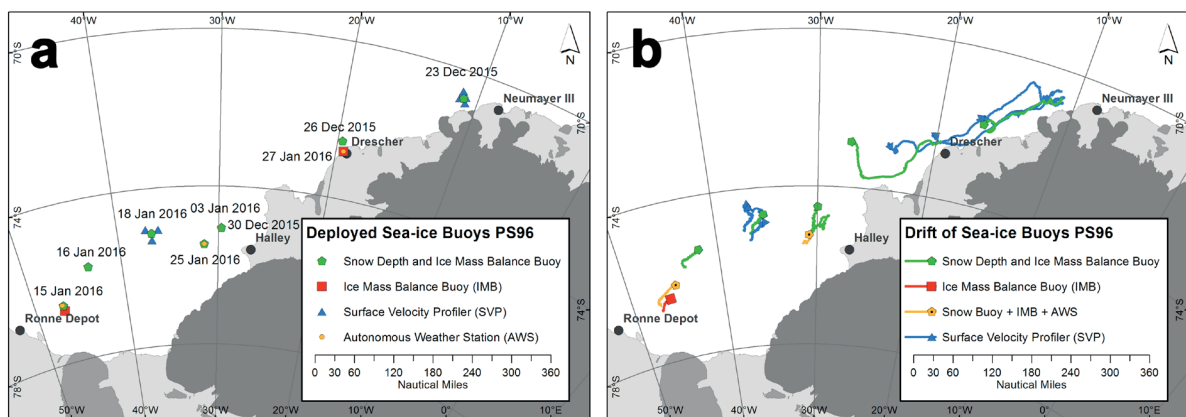 40°W 30°W 20°W 10°W
a
70°S
N
23 Dec 2015
Neumayer III
26 Dec 2015
Drescher
27 Jan 2016
70°S
74°S
03 Jan 2016
18 Jan 2016
30 Dec 2015
Halley
16 Jan 2016
25 Jan 2016
15 Jan 2016
Ronne Depot
74°S
78°S
Deployed Sea-ice Buoys PS96
Snow Depth and Ice Mass Balance Buoy
Ice Mass Balance Buoy (IMB)
Surface Velocity Profiler (SVP)
Autonomous Weather Station (AWS)
0 30 60 120 180 240 300 360
Nautical Miles
50°W 40°W 30°W 20°W 10°W 0° 10°E
40°W 30°W 20°W 10°W
b
70°S
N
Neumayer III
70°S
Drescher
74°S
Halley
Ronne Depot
74°S
78°S
Drift of Sea-ice Buoys PS96
Snow Depth and Ice Mass Balance Buoy
Ice Mass Balance Buoy (IMB)
Snow Buoy + IMB + AWS
Surface Velocity Profiler (SVP)
0 30 60 120 180 240 300 360
Nautical Miles
50°W 40°W 30°W 20°W 10°W 0° 10°E